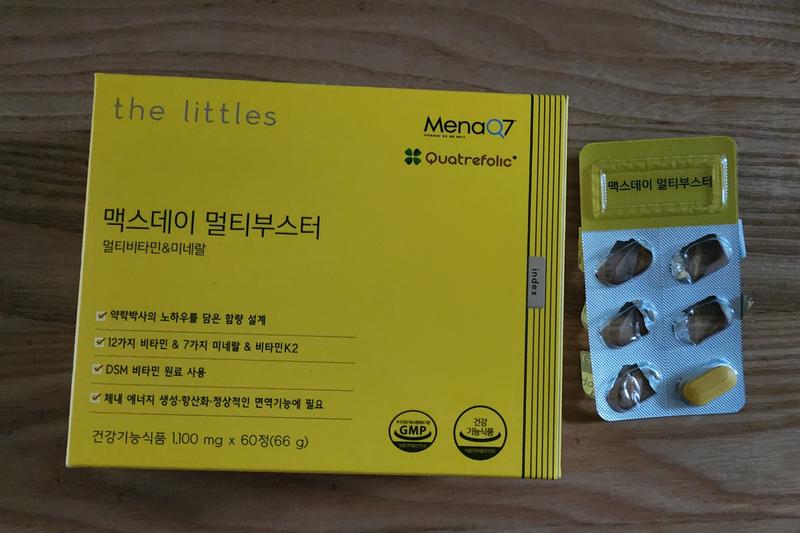 the littles
MenaQ7
Quatrefolic®
맥스데이 멀티부스터
멀티비타민&미네랄
index
약학박사의 노하우를 담은 함량 설계
12가지 비타민 & 7가지 미네랄 & 비타민K2
DSM 비타민 원료 사용
체내 에너지 생성·항산화·정상적인 면역기능에 필요
건강기능식품 1,100 mg x 60정(66 g)
GMP
건강
기능식품
맥스데이 멀티부스터